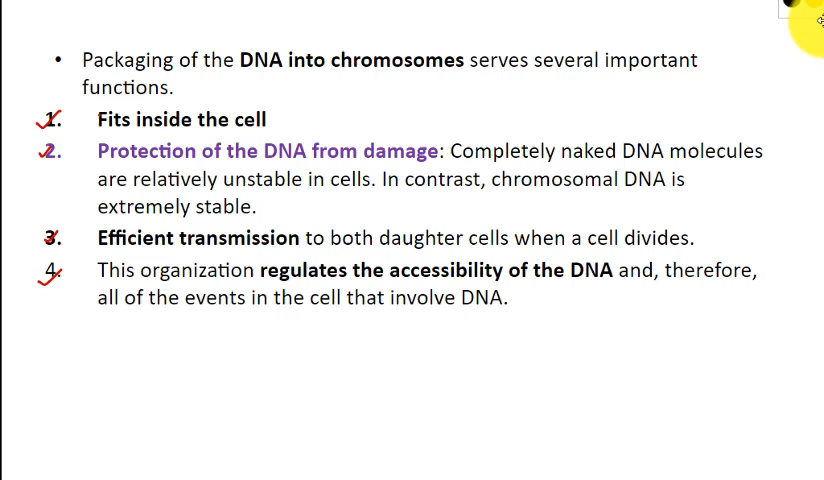 • Packaging of the DNA into chromosomes serves several important
functions.
1. Fits inside the cell
2. Protection of the DNA from damage: Completely naked DNA molecules
are relatively unstable in cells. In contrast, chromosomal DNA is
extremely stable.
3. Efficient transmission to both daughter cells when a cell divides.
4. This organization regulates the accessibility of the DNA and, therefore,
all of the events in the cell that involve DNA.